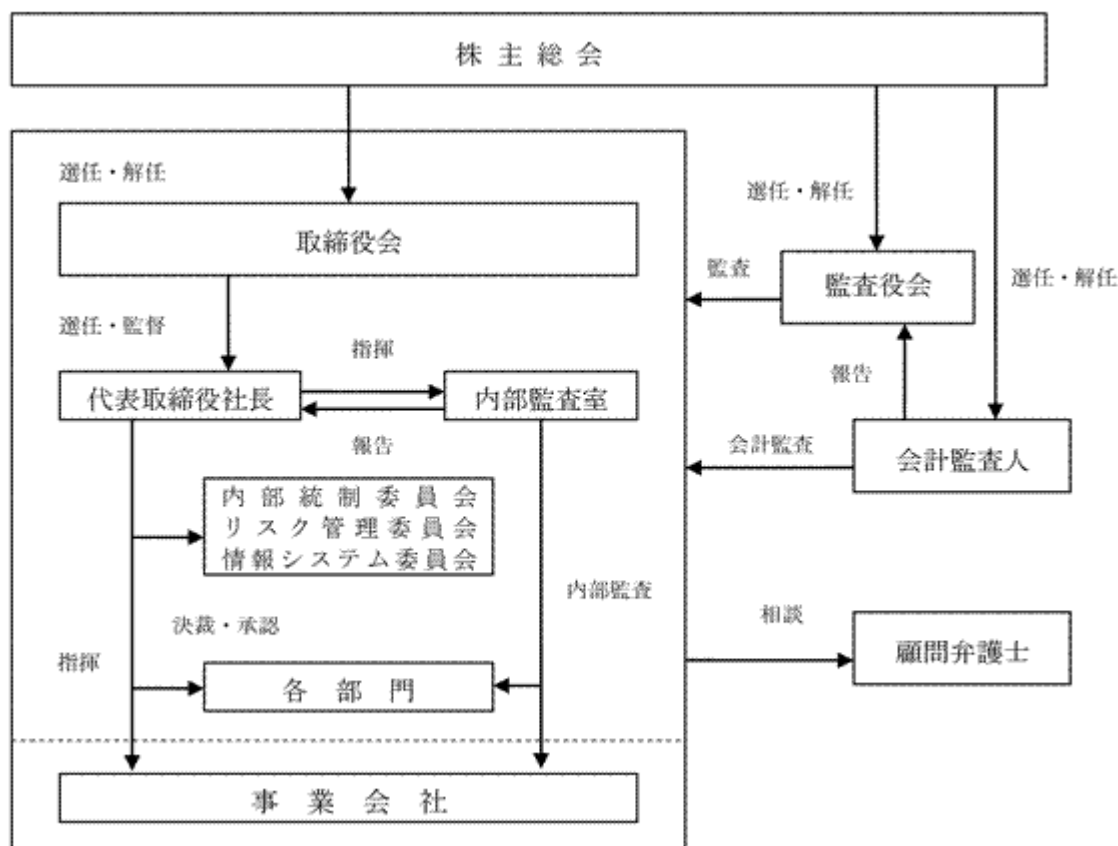 株主総会
選任・解任
取締役会
選任・解任
選任・解任
監査
監査役会
選任・監督
指揮
報告
代表取締役社長
内部監査室
報告
会計監査
会計監査人
内部統制委員会
リスク管理委員会
情報システム委員会
内部監査
相談
顧問弁護士
決裁・承認
指揮
各部門
事業会社